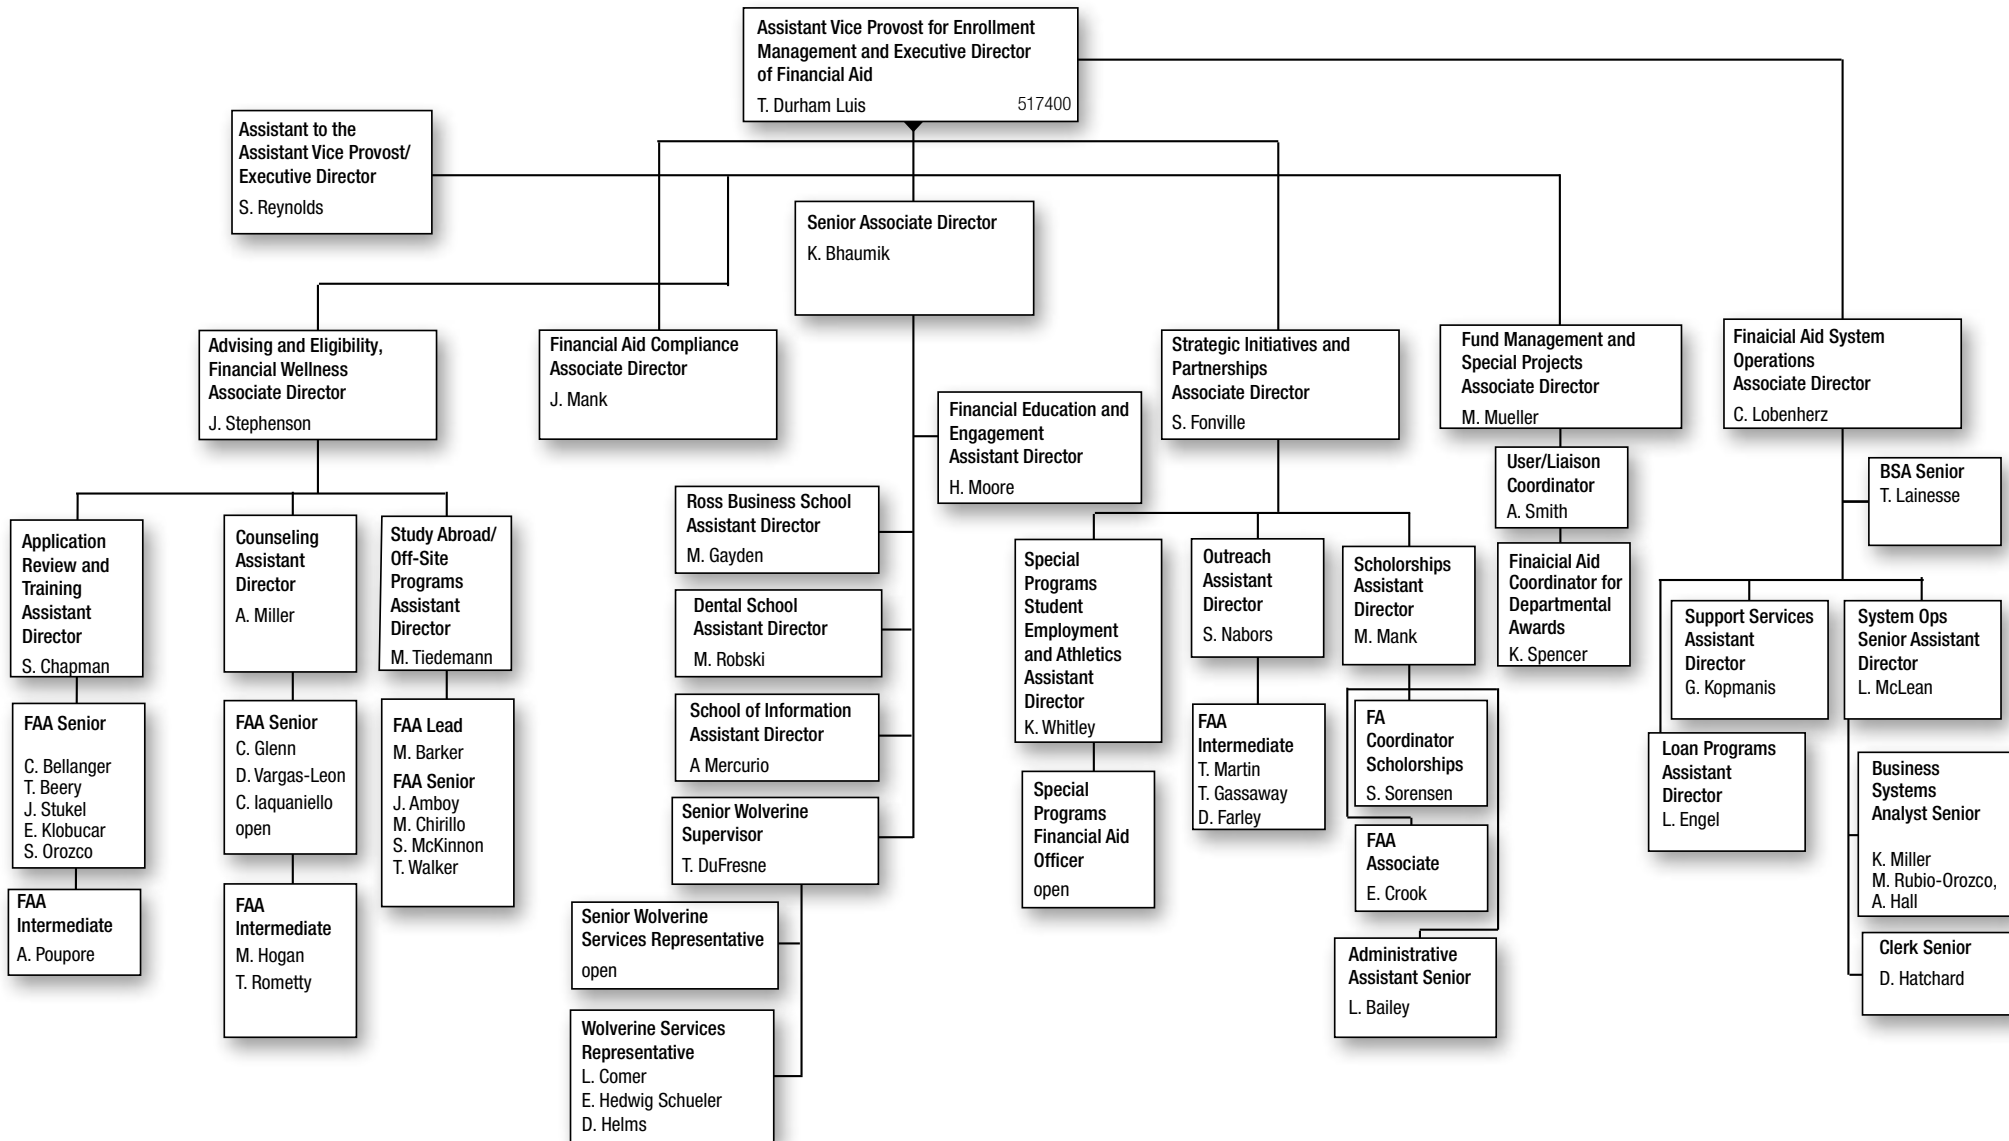 Assistant Vice Provost for Enrollment
Management and Executive Director
of Financial Aid
T. Durham Luis 517400
Assistant to the
Assistant Vice Provost/
Executive Director
S. Reynolds
Senior Associate Director
K. Bhaumik
Advising and Eligibility,
Financial Wellness
Associate Director
J. Stephenson
Financial Aid Compliance
Associate Director
J. Mank
Strategic Initiatives and
Partnerships
Associate Director
S. Fonville
Fund Management and
Special Projects
Associate Director
M. Mueller
Finaicial Aid System
Operations
Associate Director
C. Lobenherz
Financial Education and
Engagement
Assistant Director
H. Moore
User/Liaison
Coordinator
A. Smith
BSA Senior
T. Lainesse
Ross Business School
Assistant Director
M. Gayden
Application
Review and
Training
Assistant
Director
S. Chapman
Counseling
Assistant
Director
A. Miller
Study Abroad/
Off-Site
Programs
Assistant
Director
M. Tiedemann
Special
Programs
Student
Employment
and Athletics
Assistant
Director
K. Whitley
Outreach
Assistant
Director
S. Nabors
Scholorships
Assistant
Director
M. Mank
Finaicial Aid
Coordinator for
Departmental
Awards
K. Spencer
Dental School
Assistant Director
M. Robski
Support Services
Assistant
Director
G. Kopmanis
System Ops
Senior Assistant
Director
L. McLean
School of Information
Assistant Director
A Mercurio
FAA Senior
C. Bellanger
T. Beery
J. Stukel
E. Klobucar
S. Orozco
FAA Senior
C. Glenn
D. Vargas-Leon
C. Iaquaniello
open
FAA Lead
M. Barker
FAA Senior
J. Amboy
M. Chirillo
S. McKinnon
T. Walker
FAA
Intermediate
T. Martin
T. Gassaway
D. Farley
FA
Coordinator
Scholorships
S. Sorensen
Loan Programs
Assistant
Director
L. Engel
Business
Systems
Analyst Senior
K. Miller
M. Rubio-Orozco,
A. Hall
Senior Wolverine
Supervisor
T. DuFresne
Special
Programs
Financial Aid
Officer
open
FAA
Associate
E. Crook
FAA
Intermediate
A. Poupore
FAA
Intermediate
M. Hogan
T. Rometty
Senior Wolverine
Services Representative
open
Administrative
Assistant Senior
L. Bailey
Clerk Senior
D. Hatchard
Wolverine Services
Representative
L. Comer
E. Hedwig Schueler
D. Helms